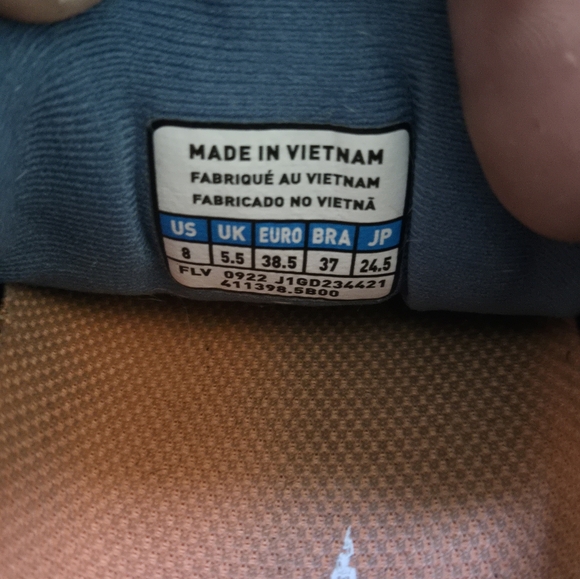 MADE IN VIETNAM
FABRIQUÉ AU VIETNAM
FABRICADO NO VIETNÃ
US UK EURO BRA JP
8 5.5 38.5 37 24.5
FLV 0922 J1GD234421
411398.5B00